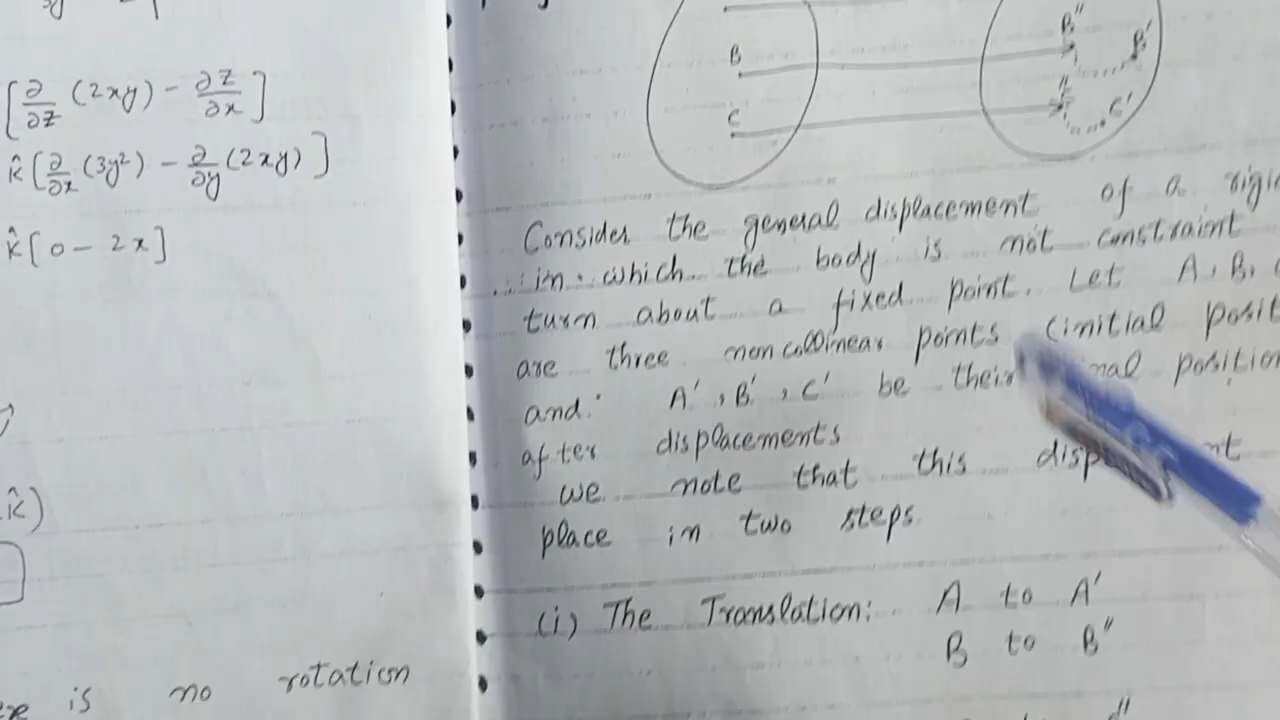 [∂/∂z (2xy) - ∂z/∂x]
k̂[∂/∂x (3y²) - ∂/∂y (2xy)]
k̂[0 - 2x]
k̂)
is no rotation
B B" B'
C C'
Consider the general displacement of a
in which the body is not constraint
turn about a fixed point. Let A, B,
are three non collinear points (initial
and A', B', C' be their position
after displacements
we note that this
place in two steps
(i) The Translation: A to A'
B to B"